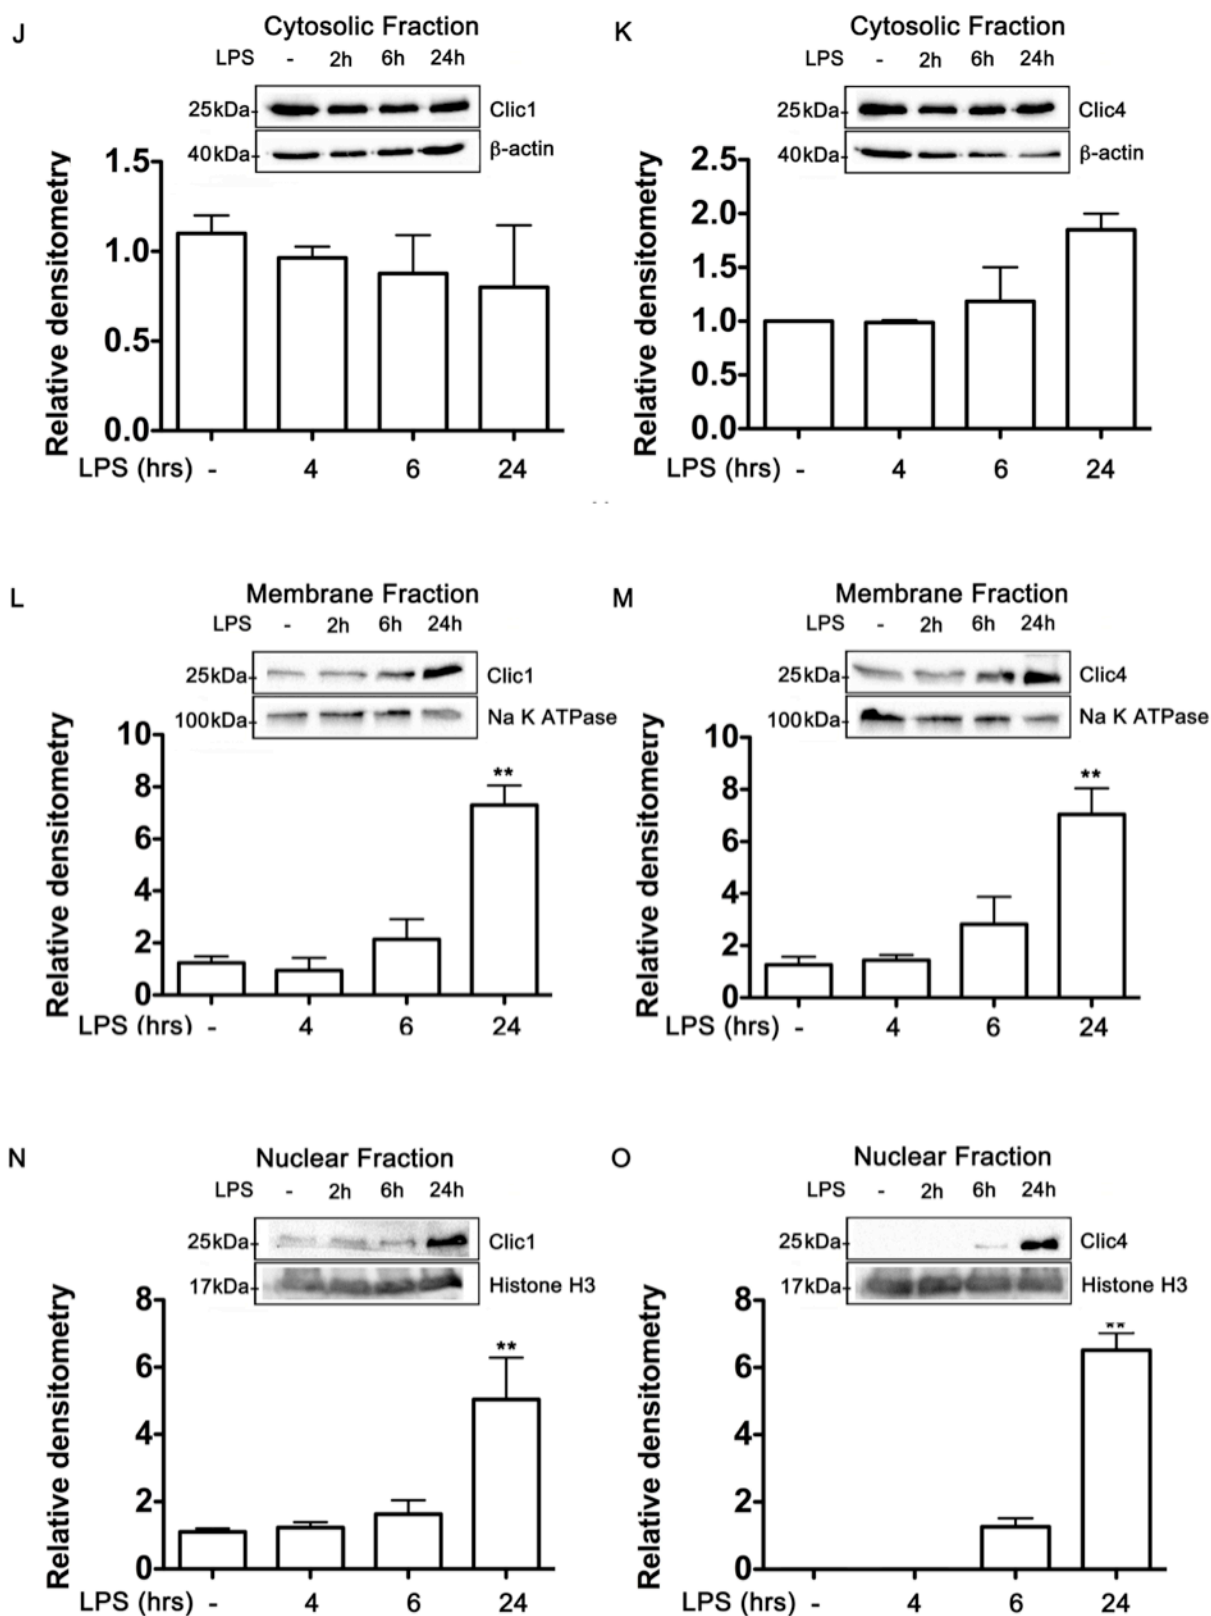 J
Cytosolic Fraction
LPS - 2h 6h 24h
25kDa Clic1
40kDa β-actin
Relative densitometry
1.5
1.0
0.5
0.0
LPS (hrs) - 4 6 24
K
Cytosolic Fraction
LPS - 2h 6h 24h
25kDa Clic4
40kDa β-actin
Relative densitometry
2.5
2.0
1.5
1.0
0.5
0.0
LPS (hrs) - 4 6 24
L
Membrane Fraction
LPS - 2h 6h 24h
25kDa Clic1
100kDa Na K ATPase
Relative densitometry
10
8
6
4
2
0
**
LPS (hrs) - 4 6 24
M
Membrane Fraction
LPS - 2h 6h 24h
25kDa Clic4
100kDa Na K ATPase
Relative densitometry
10
8
6
4
2
0
**
LPS (hrs) - 4 6 24
N
Nuclear Fraction
LPS - 2h 6h 24h
25kDa Clic1
17kDa Histone H3
Relative densitometry
8
6
4
2
0
**
LPS (hrs) - 4 6 24
O
Nuclear Fraction
LPS - 2h 6h 24h
25kDa Clic4
17kDa Histone H3
Relative densitometry
8
6
4
2
0
**
LPS (hrs) - 4 6 24